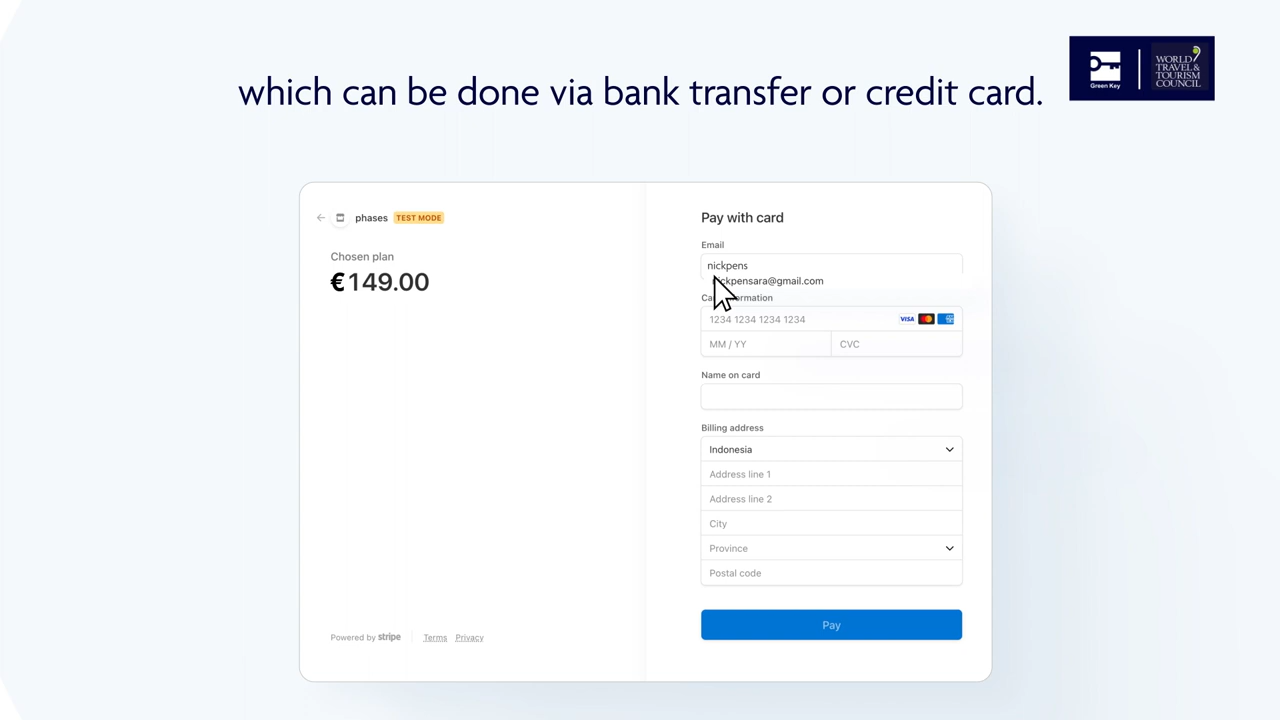 which can be done via bank transfer or credit card.
Green Key
WORLD
TRAVEL &
TOURISM
COUNCIL
phases TEST MODE
Chosen plan
€149.00
Powered by stripe
Terms Privacy
Pay with card
Email
nickpens
ckpensara@gmail.com
1234 1234 1234 1234
VISA
MM / YY CVC
Name on card
Billing address
Indonesia
Address line 1
Address line 2
City
Province
Postal code
Pay